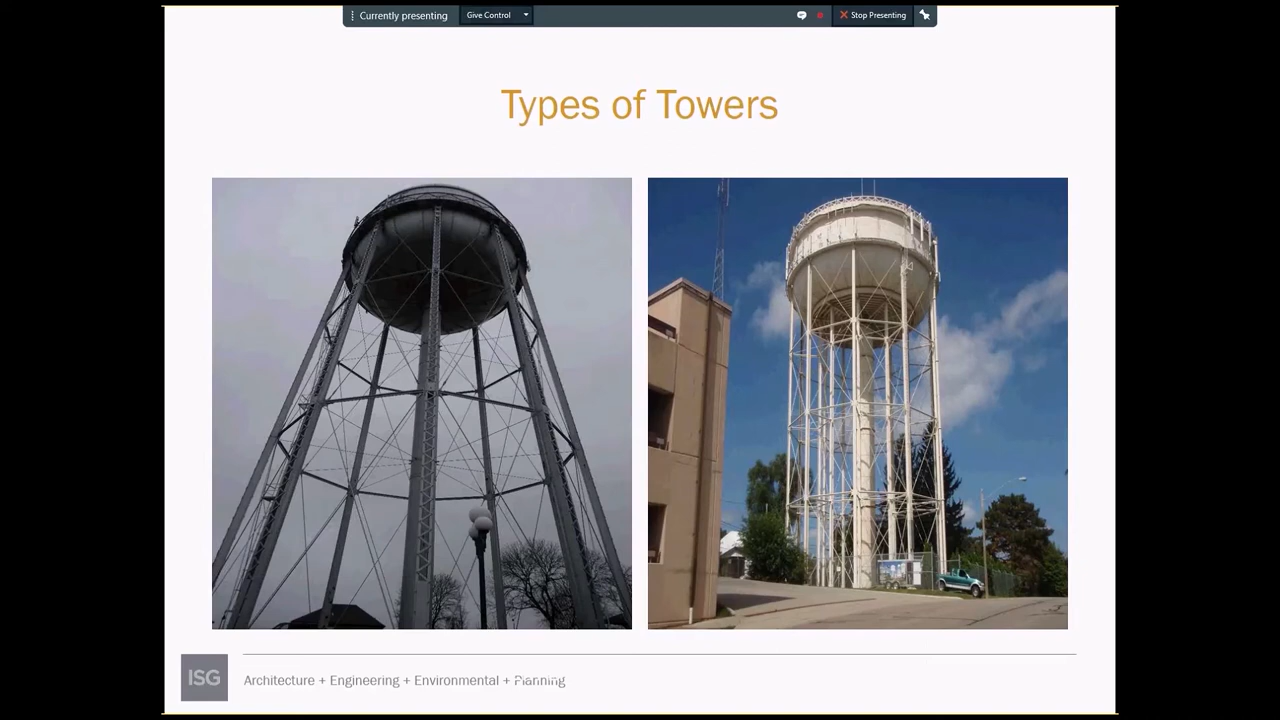 Currently presenting
Give Control
Stop Presenting
Types of Towers
ISG
Architecture + Engineering + Environmental + Planning